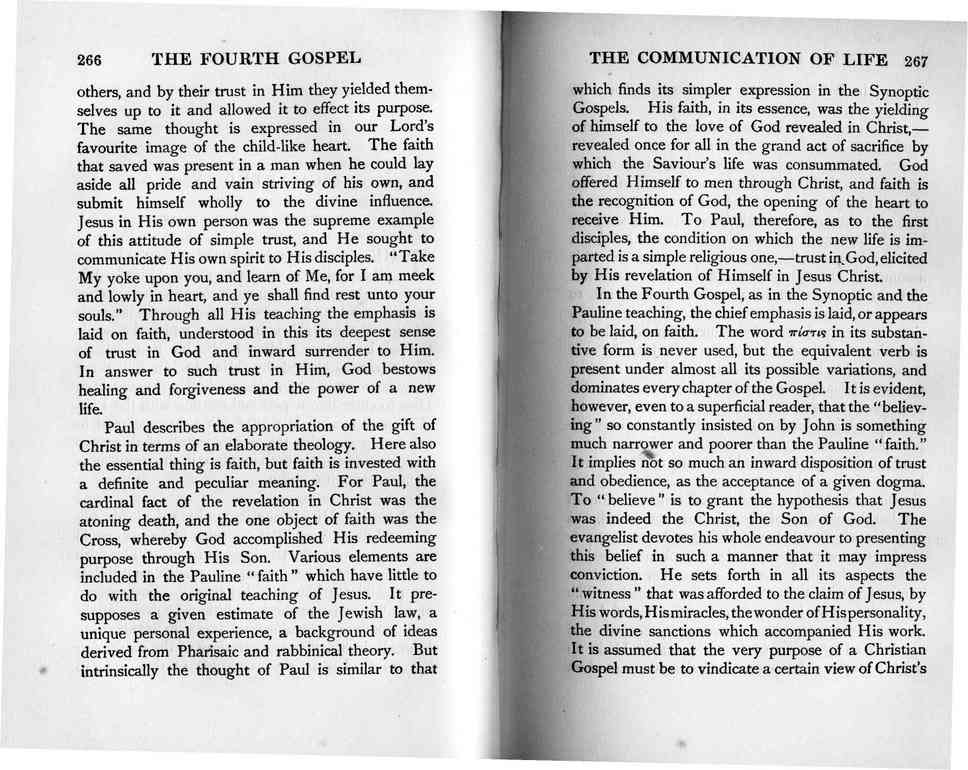 266 THE FOURTH GOSPEL
others, and by their trust in Him they yielded them-
selves up to it and allowed it to effect its purpose.
The same thought is expressed in our Lord's
favourite image of the child-like heart. The faith
that saved was present in a man when he could lay
aside all pride and vain striving of his own, and
submit himself wholly to the divine influence.
Jesus in His own person was the supreme example
of this attitude of simple trust, and He sought to
communicate His own spirit to His disciples. "Take
My yoke upon you, and learn of Me, for I am meek
and lowly in heart, and ye shall find rest unto your
souls." Through all His teaching the emphasis is
laid on faith, understood in this its deepest sense
of trust in God and inward surrender to Him.
In answer to such trust in Him, God bestows
healing and forgiveness and the power of a new
life.
Paul describes the appropriation of the gift of
Christ in terms of an elaborate theology. Here also
the essential thing is faith, but faith is invested with
a definite and peculiar meaning. For Paul, the
cardinal fact of the revelation in Christ was the
atoning death, and the one object of faith was the
Cross, whereby God accomplished His redeeming
purpose through His Son. Various elements are
included in the Pauline "faith" which have little to
do with the original teaching of Jesus. It pre-
supposes a given estimate of the Jewish law, a
unique personal experience, a background of ideas
derived from Pharisaic and rabbinical theory. But
intrinsically the thought of Paul is similar to that
THE COMMUNICATION OF LIFE 267
which finds its simpler expression in the Synoptic
Gospels. His faith, in its essence, was the yielding
of himself to the love of God revealed in Christ,—
revealed once for all in the grand act of sacrifice by
which the Saviour's life was consummated. God
offered Himself to men through Christ, and faith is
the recognition of God, the opening of the heart to
receive Him. To Paul, therefore, as to the first
disciples, the condition on which the new life is im-
parted is a simple religious one,—trust in God, elicited
by His revelation of Himself in Jesus Christ.
In the Fourth Gospel, as in the Synoptic and the
Pauline teaching, the chief emphasis is laid, or appears
to be laid, on faith. The word πίστις in its substan-
tive form is never used, but the equivalent verb is
present under almost all its possible variations, and
dominates every chapter of the Gospel. It is evident,
however, even to a superficial reader, that the "believ-
ing" so constantly insisted on by John is something
much narrower and poorer than the Pauline "faith."
It implies not so much an inward disposition of trust
and obedience, as the acceptance of a given dogma.
To "believe" is to grant the hypothesis that Jesus
was indeed the Christ, the Son of God. The
evangelist devotes his whole endeavour to presenting
this belief in such a manner that it may impress
conviction. He sets forth in all its aspects the
"witness" that was afforded to the claim of Jesus, by
His words, His miracles, the wonder of His personality,
the divine sanctions which accompanied His work.
It is assumed that the very purpose of a Christian
Gospel must be to vindicate a certain view of Christ's